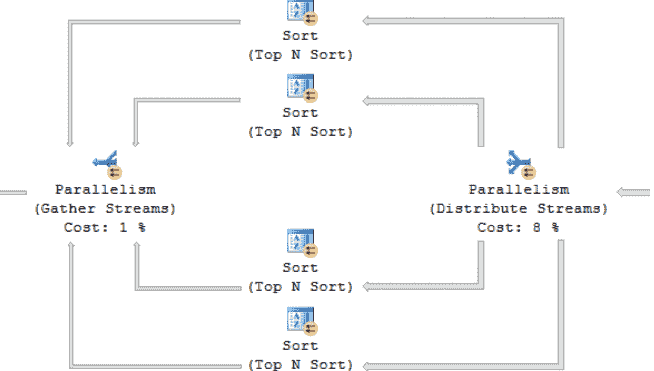 Sort
(Top N Sort)
Sort
(Top N Sort)
Parallelism
(Gather Streams)
Cost: 1 %
Parallelism
(Distribute Streams)
Cost: 8 %
Sort
(Top N Sort)
Sort
(Top N Sort)